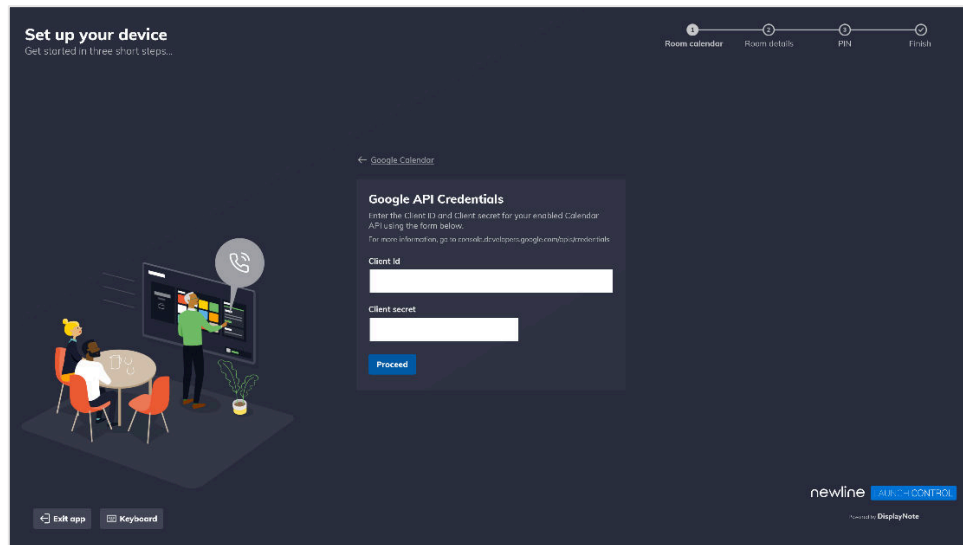 Set up your device
Get started in three short steps...
1
2
3
Room calendar
Room details
PIN
Finish
← Google Calendar
Google API Credentials
Enter the Client ID and Client secret for your enabled Calendar
API using the form below.
For more information, go to console.developers.google.com/apis/credentials
Client Id
Client secret
Proceed
newline LAUNCH CONTROL
Exit app
Keyboard
Powered by DisplayNote